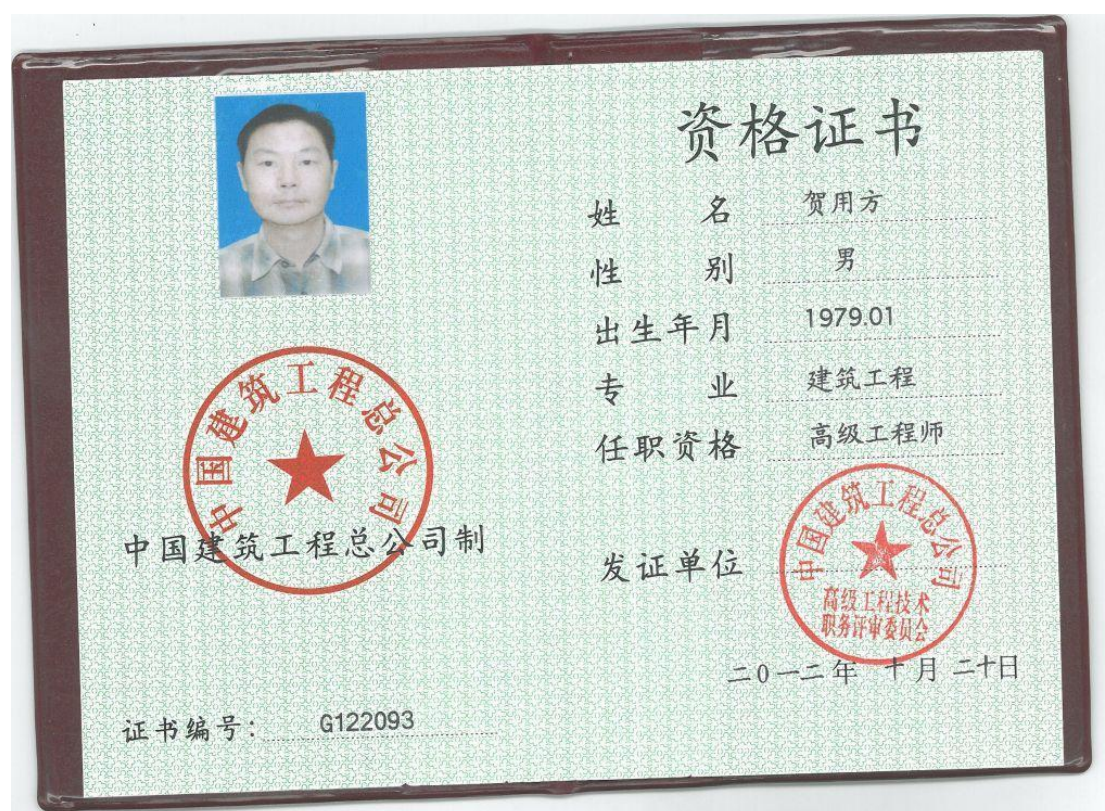 中国建筑工程总公司
中国建筑工程总公司制
证书编号： G122093
资格证书
姓名 贺用方
性别 男
出生年月 1979.01
专业 建筑工程
任职资格 高级工程师
发证单位
中国建筑工程总公司
高级工程技术
职务评审委员会
二0一二年 十月 二十日